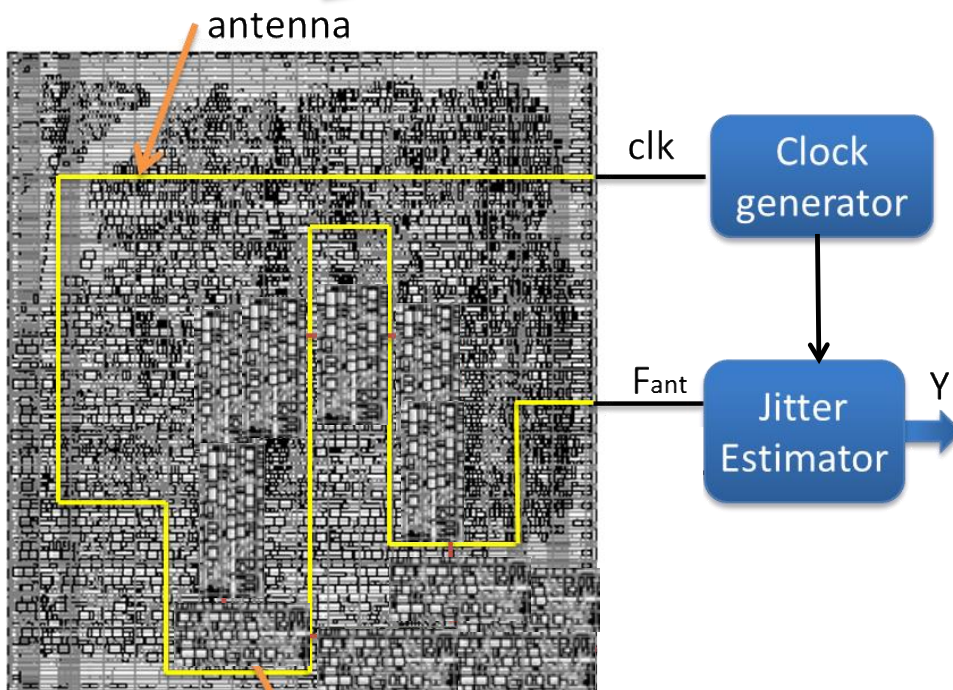 antenna
clk
Clock
generator
Fant
Jitter
Estimator
Y